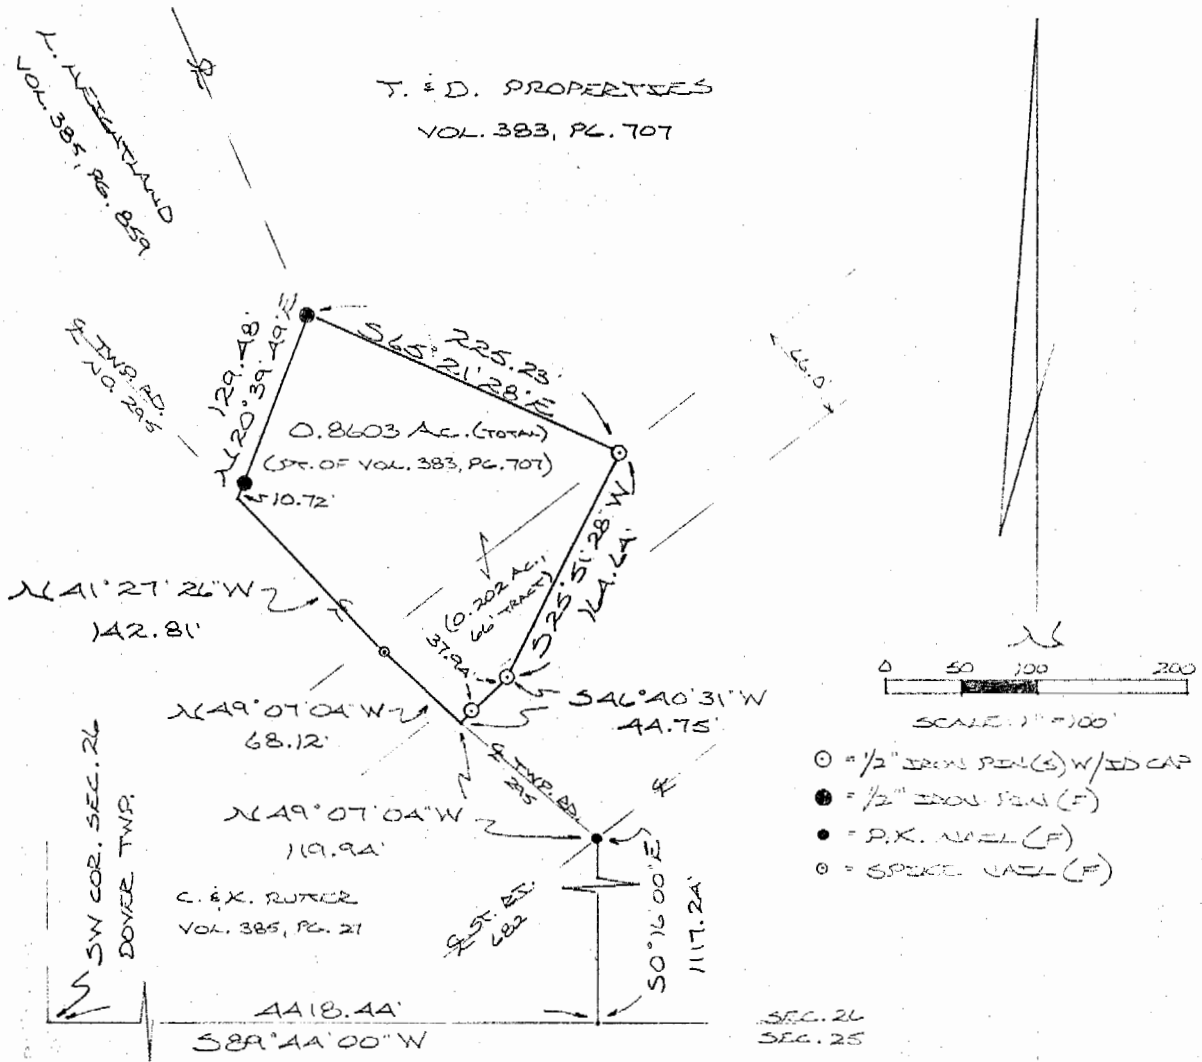 T. & D. PROPERTIES
VOL. 383, PG. 707
VOL. 385, PG. 859
℄ TWP. RD.
NO. 295
129.48'
N20°39'49"E
225.23'
S65°21'28"E
66.0'
0.8603 AC. (TOTAL)
(PT. OF VOL. 383, PG. 707)
10.72'
S25°51'28"W
164.64'
(0.202 AC.,
66' TRACT)
37.94'
N41°27'26"W
142.81'
℄
N49°07'04"W
68.12'
S46°40'31"W
44.75'
℄ TWP. RD.
295
℄
N49°07'04"W
119.94'
C. & K. RUTER
VOL. 385, PG. 21
℄ ST. RT.
682
S0°16'00"E
1117.24'
SW COR. SEC. 26
DOVER TWP.
4418.44'
S89°44'00"W
SEC. 26
SEC. 25
N
0 50 100 200
SCALE: 1"=100'
= 1/2" IRON PIN(S) W/ID CAP
= 1/2" IRON PIN (F)
= P.K. NAIL (F)
= SPIKE NAIL (F)